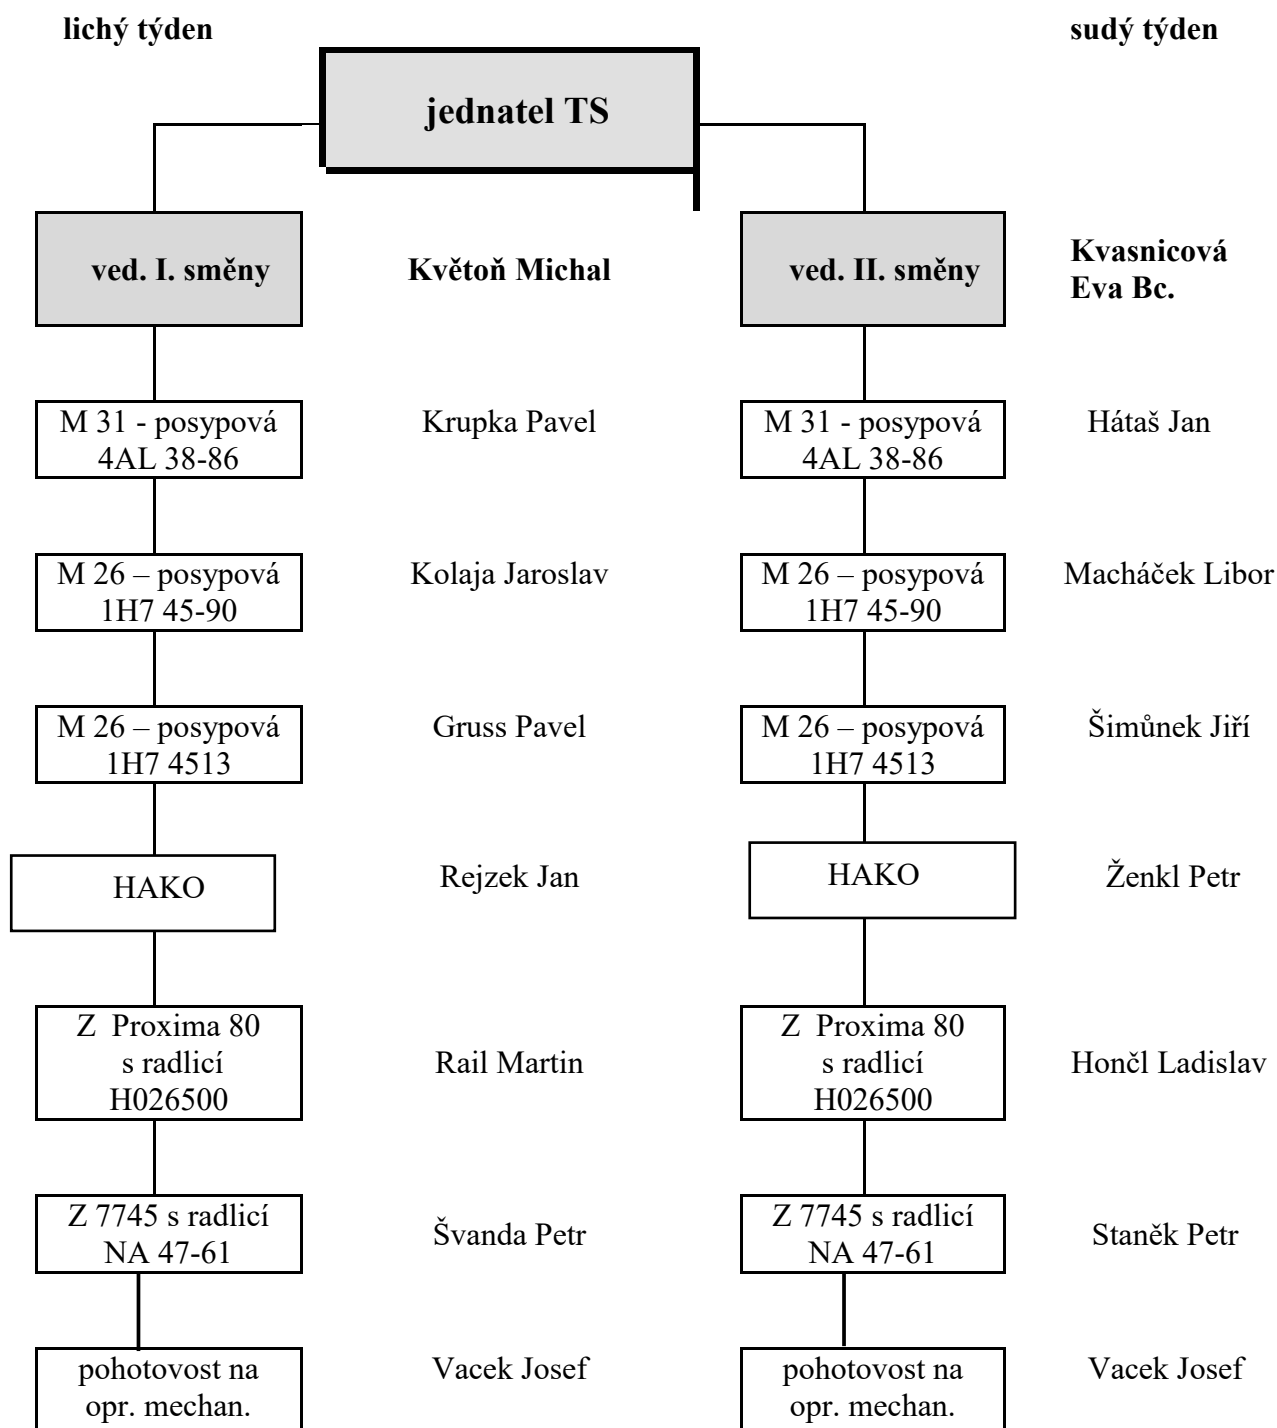 lichý týden
sudý týden
jednatel TS
ved. I. směny
Květoň Michal
ved. II. směny
Kvasnicová
Eva Bc.
M 31 - posypová
4AL 38-86
Krupka Pavel
M 31 - posypová
4AL 38-86
Hátaš Jan
M 26 – posypová
1H7 45-90
Kolaja Jaroslav
M 26 – posypová
1H7 45-90
Macháček Libor
M 26 – posypová
1H7 4513
Gruss Pavel
M 26 – posypová
1H7 4513
Šimůnek Jiří
HAKO
Rejzek Jan
HAKO
Ženkl Petr
Z Proxima 80
s radlicí
H026500
Rail Martin
Z Proxima 80
s radlicí
H026500
Hončl Ladislav
Z 7745 s radlicí
NA 47-61
Švanda Petr
Z 7745 s radlicí
NA 47-61
Staněk Petr
pohotovost na
opr. mechan.
Vacek Josef
pohotovost na
opr. mechan.
Vacek Josef